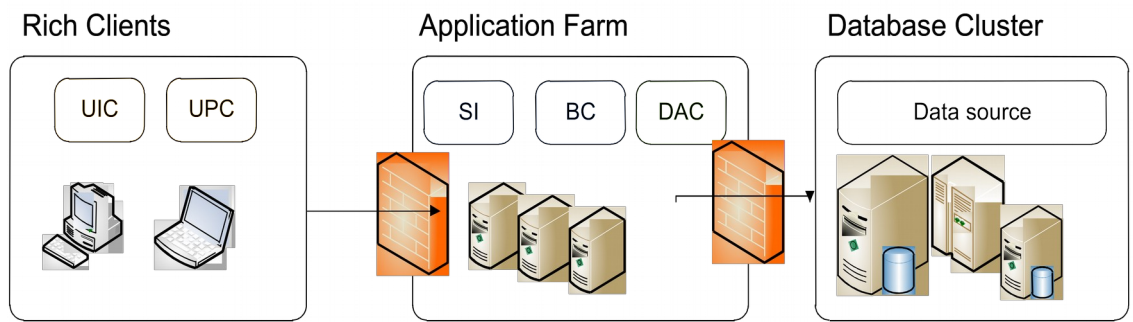 Rich Clients
Application Farm
Database Cluster
UIC
UPC
SI
BC
DAC
Data source